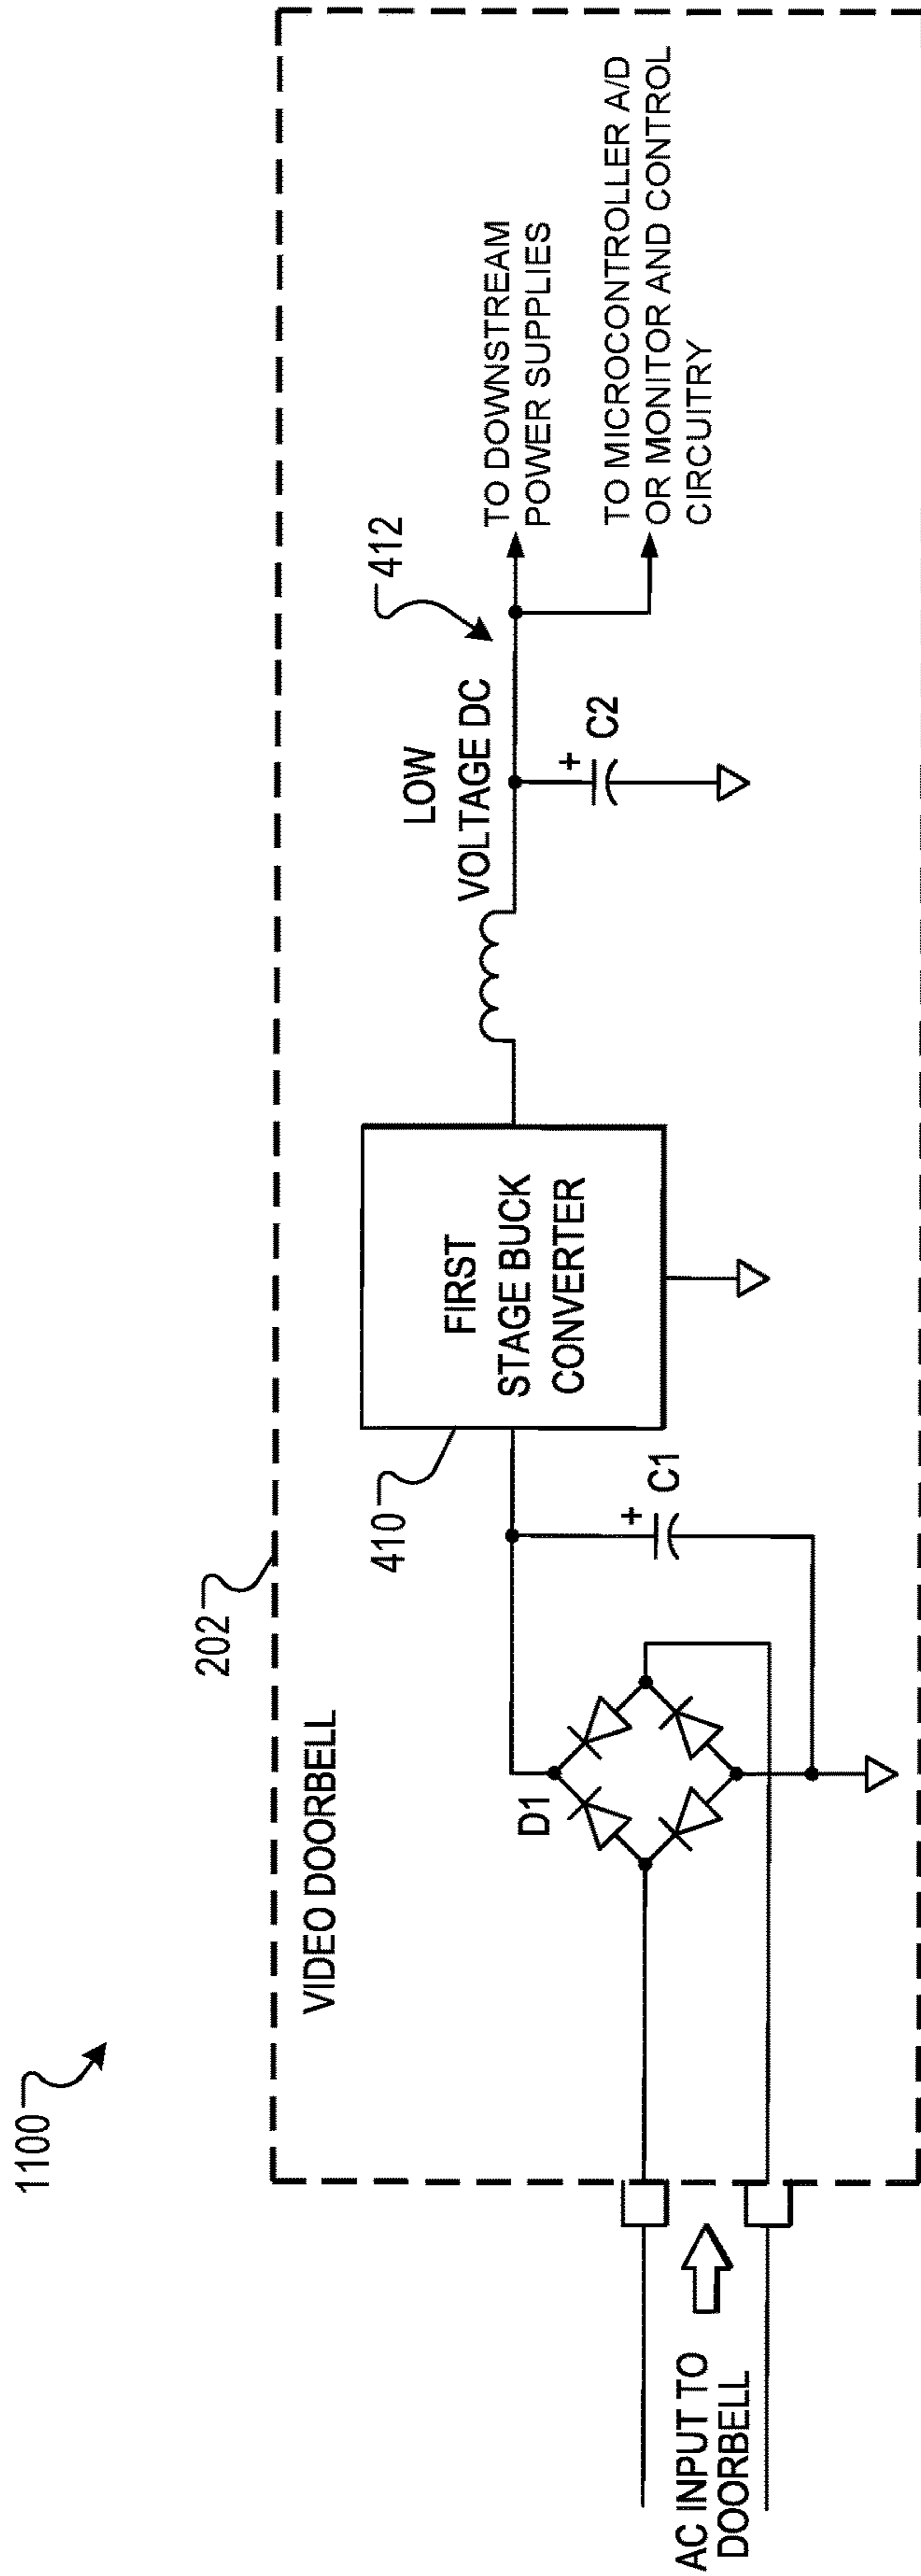 1100
202
VIDEO DOORBELL
AC INPUT TO
DOORBELL
D1
+
C1
410
FIRST
STAGE BUCK
CONVERTER
LOW
VOLTAGE DC
412
+
C2
TO DOWNSTREAM
POWER SUPPLIES
TO MICROCONTROLLER A/D
OR MONITOR AND CONTROL
CIRCUITRY